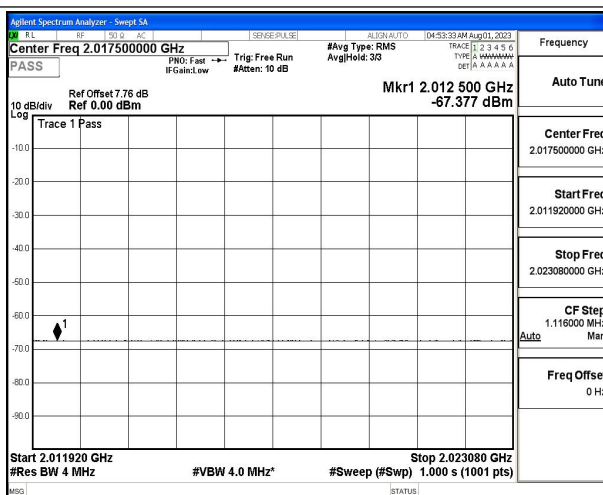 Agilent Spectrum Analyzer - Swept SA
RL RF 50 Ω AC SENSE:PULSE ALIGN AUTO 04:53:33 AM Aug 01, 2023
Center Freq 2.017500000 GHz
PASS
PNO: Fast
IFGain:Low
Trig: Free Run
#Atten: 10 dB
#Avg Type: RMS
Avg|Hold: 3/3
TRACE 1 2 3 4 5 6
TYPE A WWWWW
DET A A A A A A
Ref Offset 7.76 dB
Ref 0.00 dBm
10 dB/div
Log
Mkr1 2.012 500 GHz
-67.377 dBm
Trace 1 Pass
-10.0
-20.0
-30.0
-40.0
-50.0
-60.0
1
-70.0
-80.0
-90.0
Start 2.011920 GHz
Stop 2.023080 GHz
#Res BW 4 MHz
#VBW 4.0 MHz*
#Sweep (#Swp) 1.000 s (1001 pts)
MSG
STATUS
Frequency
Auto Tune
Center Freq
2.017500000 GHz
Start Freq
2.011920000 GHz
Stop Freq
2.023080000 GHz
CF Step
1.116000 MHz
Auto Man
Freq Offset
0 Hz